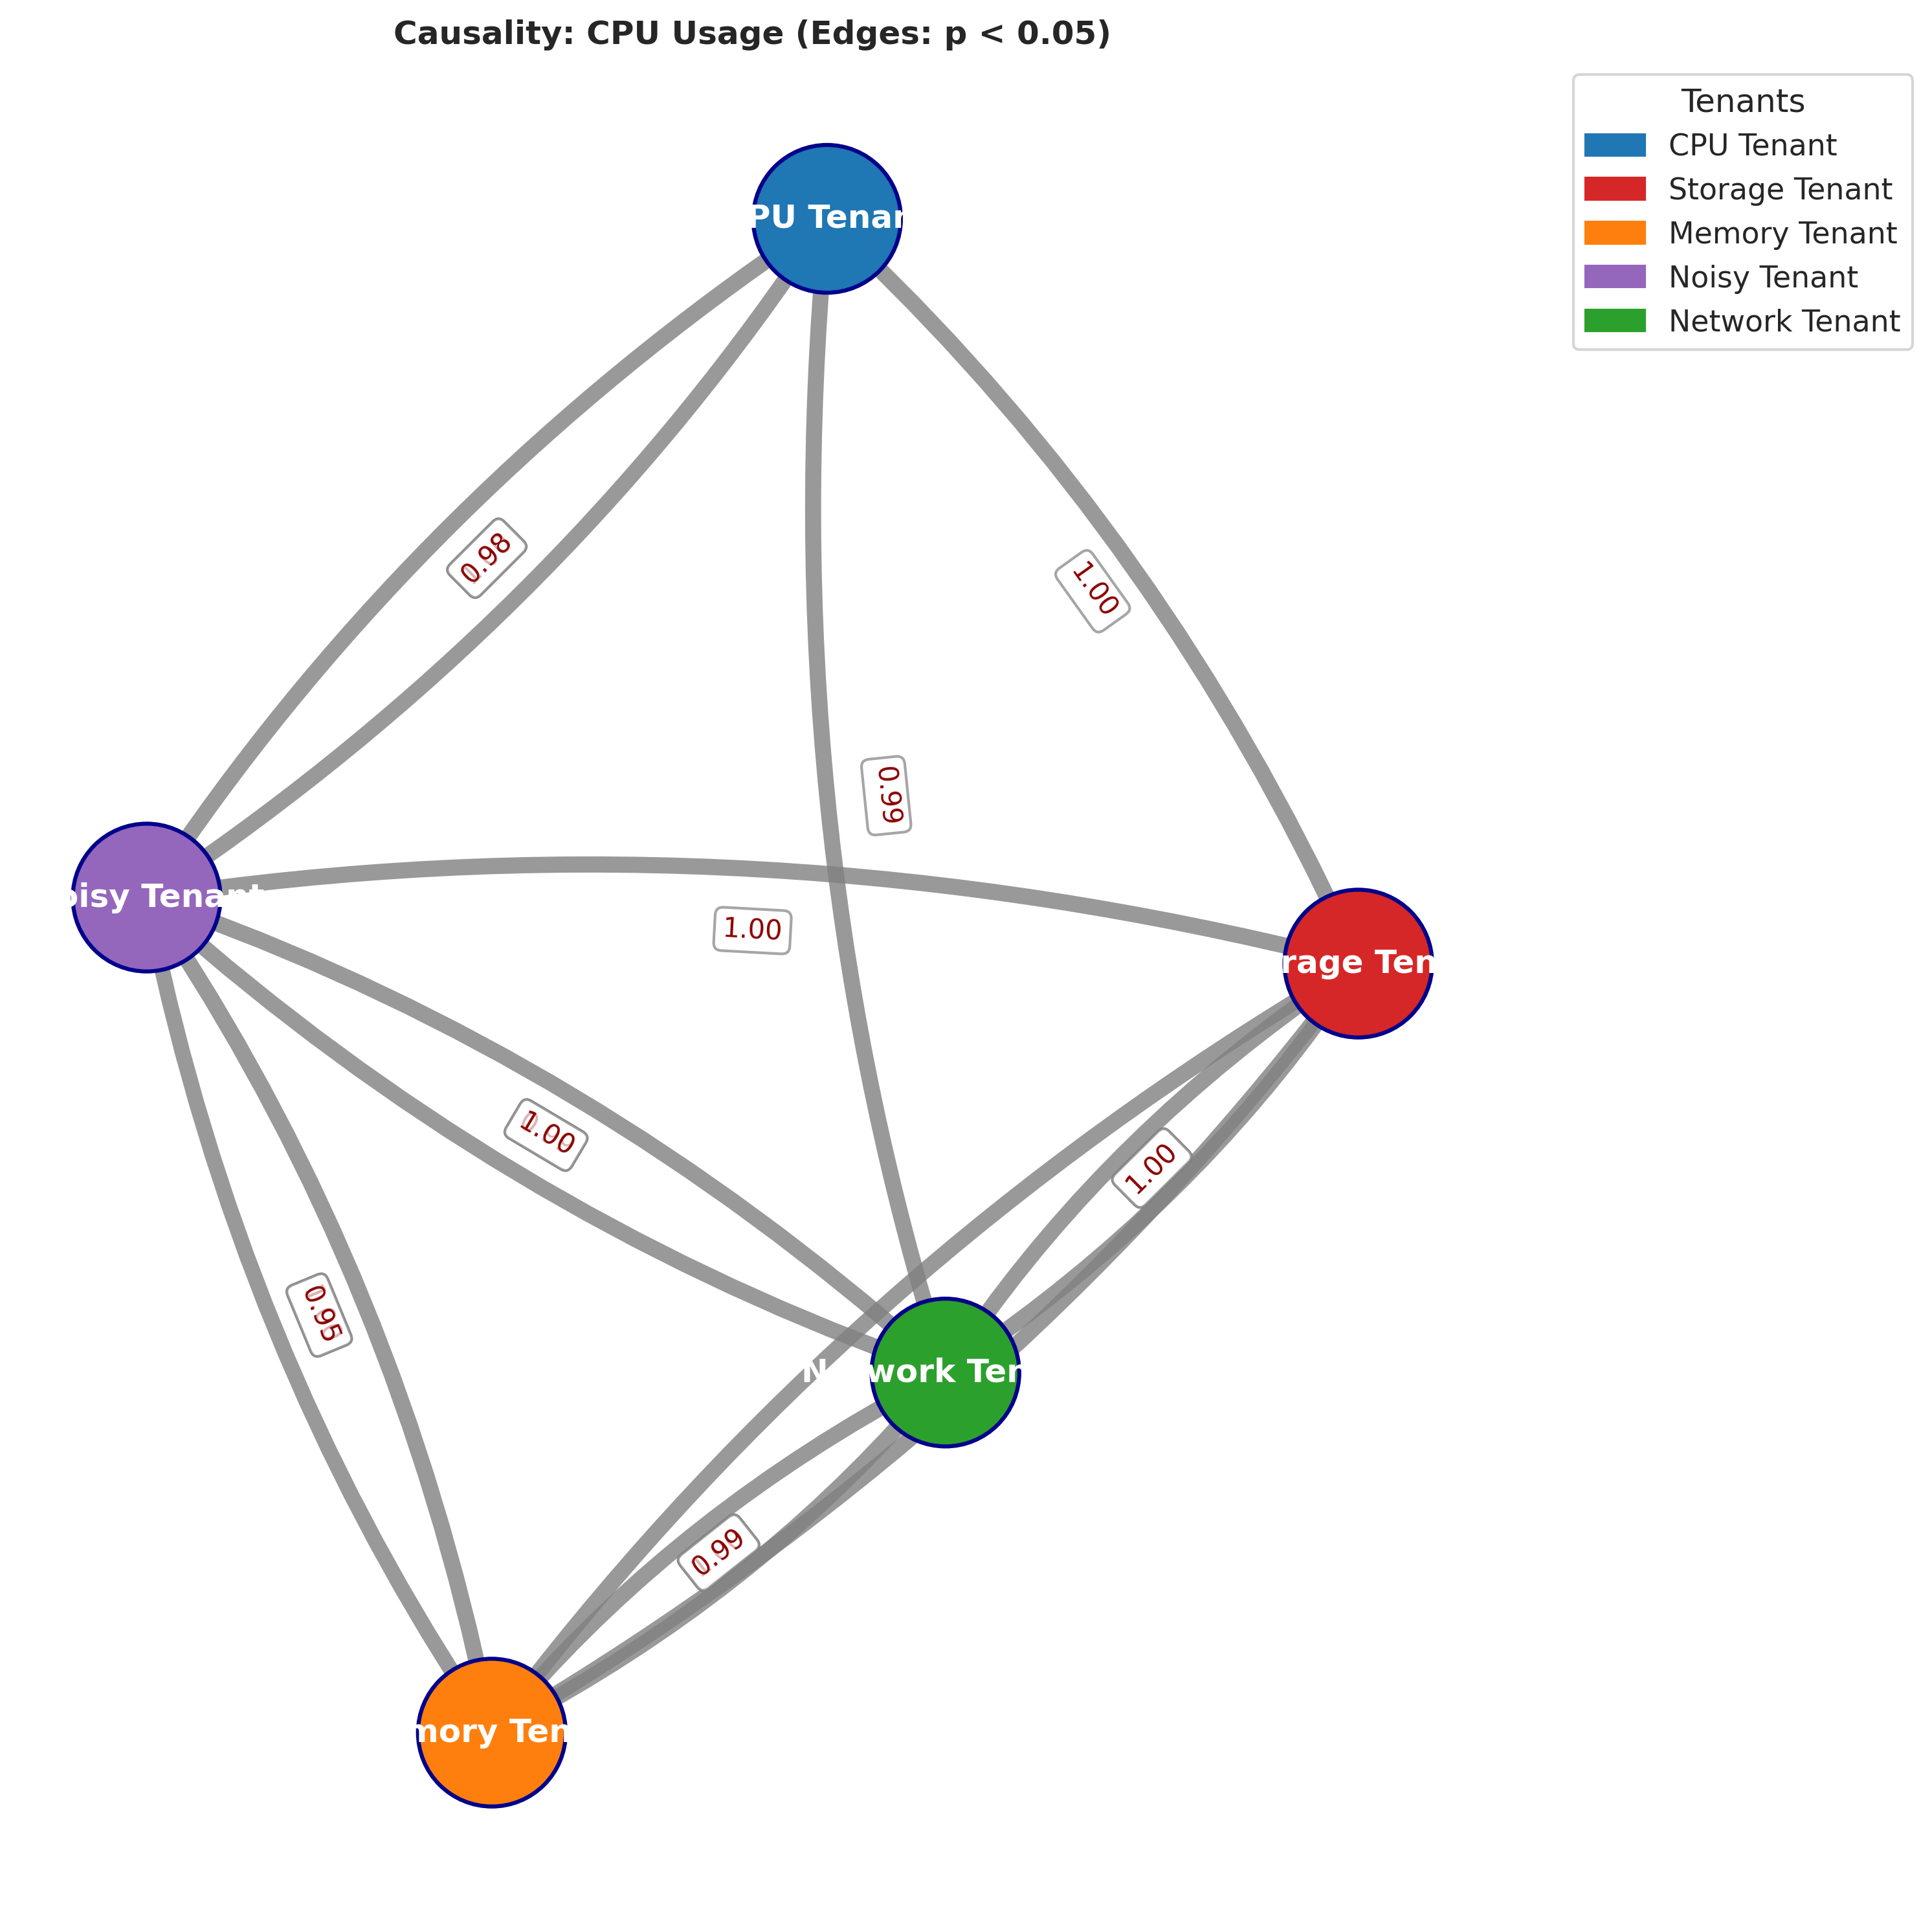 Causality: CPU Usage (Edges: p < 0.05)
Tenants
CPU Tenant
Storage Tenant
Memory Tenant
Noisy Tenant
Network Tenant
PU Tenan
0.98
1.00
0.99
oisy Tenant
1.00
rage Ten
1.00
1.00
0.95
work Ten
0.99
mory Ten